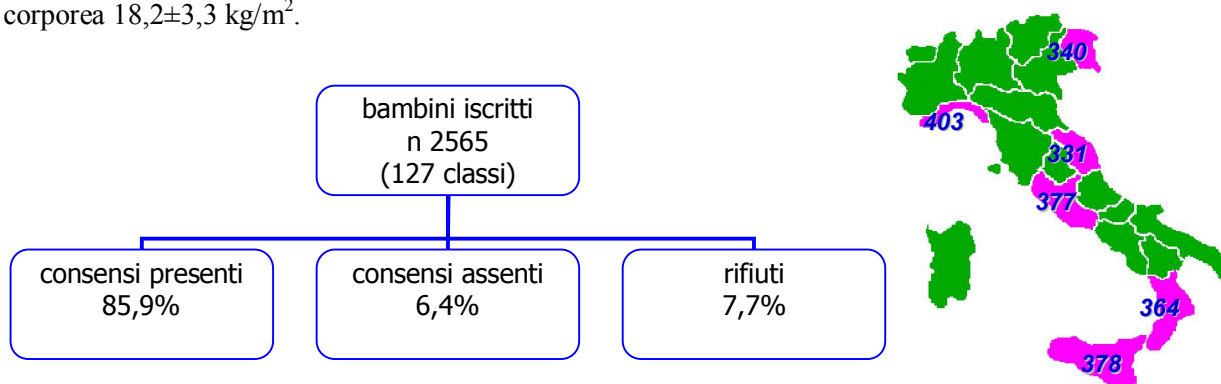 corporea 18,2±3,3 kg/m².
bambini iscritti
n 2565
(127 classi)
consensi presenti
85,9%
consensi assenti
6,4%
rifiuti
7,7%
340
403
331
377
364
378